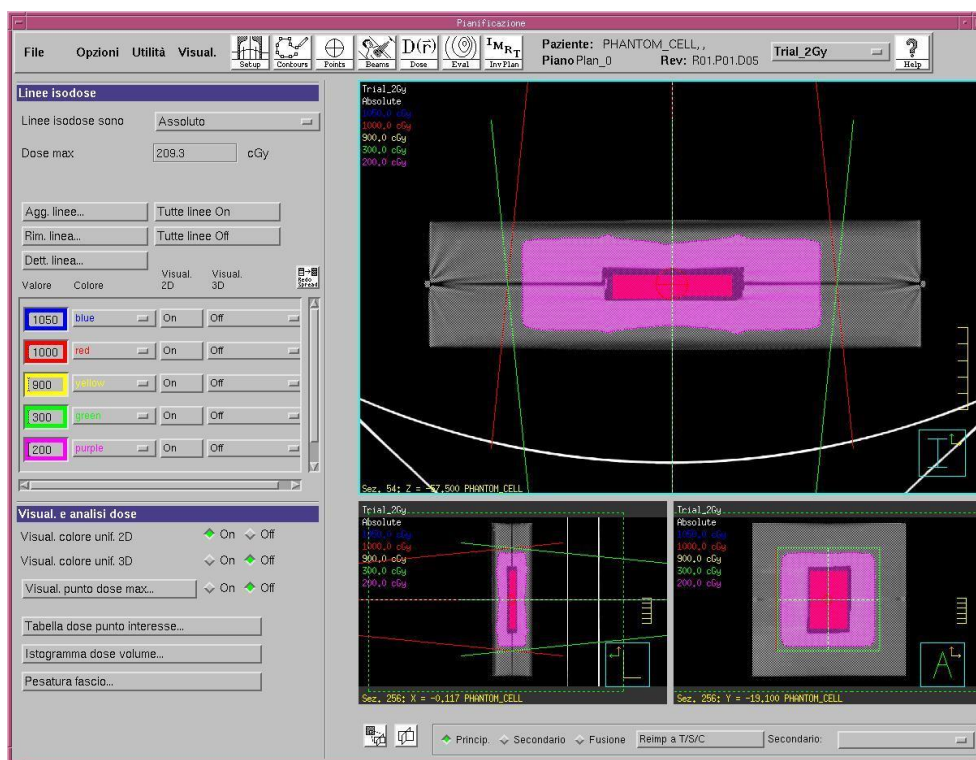 Pianificazione
File Opzioni Utilità Visual.
Setup Contours Points Beams D(r) Dose Eval IMRT InvPlan
Paziente: PHANTOM_CELL,,
Piano Plan_0 Rev: R01.P01.D05
Trial_2Gy
? Help
Linee isodose
Linee isodose sono Assoluto
Dose max 209.3 cGy
Agg. linee... Tutte linee On
Rim. linea... Tutte linee Off
Dett. linea...
Valore Colore Visual. 2D Visual. 3D Redo Spread
1050 blue On Off
1000 red On Off
900 yellow On Off
300 green On Off
200 purple On Off
Visual. e analisi dose
Visual. colore unif. 2D On Off
Visual. colore unif. 3D On Off
Visual. punto dose max... On Off
Tabella dose punto interesse...
Istogramma dose volume...
Pesatura fascio...
Trial_2Gy
Absolute
1050.0 cGy
1000.0 cGy
900.0 cGy
300.0 cGy
200.0 cGy
Sez. 54: Z = -57.500 PHANTOM_CELL
Trial_2Gy
Absolute
1050.0 cGy
1000.0 cGy
900.0 cGy
300.0 cGy
200.0 cGy
L
Sez. 256: X = -0.117 PHANTOM_CELL
Trial_2Gy
Absolute
1050.0 cGy
1000.0 cGy
900.0 cGy
300.0 cGy
200.0 cGy
A
Sez. 256: Y = -19.100 PHANTOM_CELL
Princip. Secondario Fusione Reimp a T/S/C Secondario: